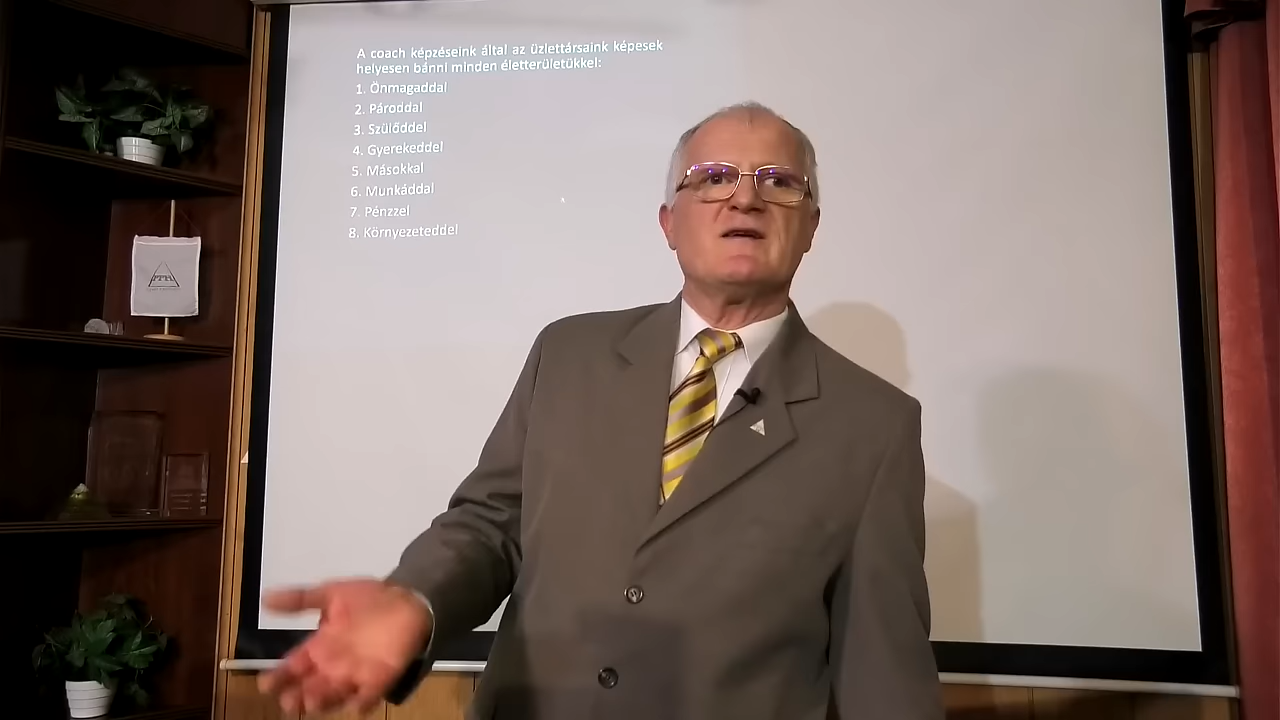 A coach képzéseink által az üzlettársaink képesek
helyesen bánni minden életterületükkel:
1. Önmagaddal
2. Pároddal
3. Szülőddel
4. Gyerekeddel
5. Másokkal
6. Munkáddal
7. Pénzzel
8. Környezeteddel